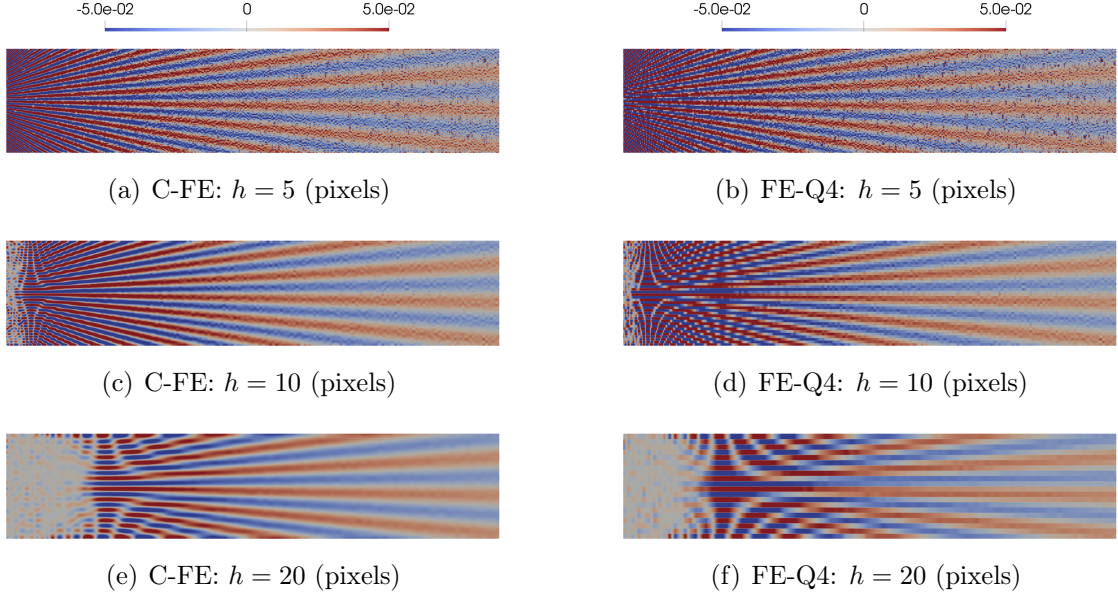 -5.0e-02 0 5.0e-02 -5.0e-02 0 5.0e-02
(a) C-FE: h = 5 (pixels) (b) FE-Q4: h = 5 (pixels)
(c) C-FE: h = 10 (pixels) (d) FE-Q4: h = 10 (pixels)
(e) C-FE: h = 20 (pixels) (f) FE-Q4: h = 20 (pixels)